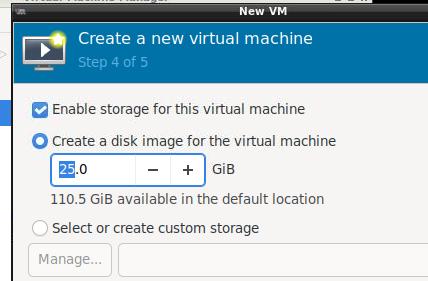 New VM
Create a new virtual machine
Step 4 of 5
Enable storage for this virtual machine
Create a disk image for the virtual machine
25.0 − + GiB
110.5 GiB available in the default location
Select or create custom storage
Manage...